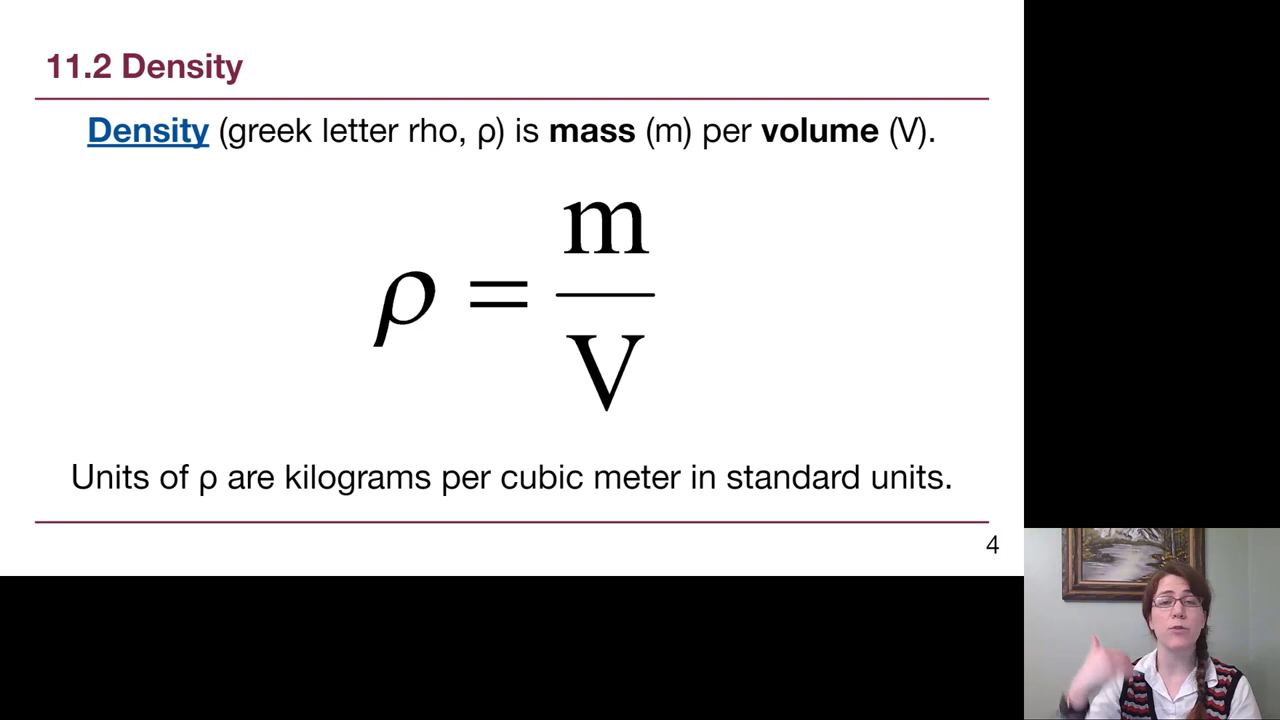 11.2 Density
Density (greek letter rho, ρ) is mass (m) per volume (V).
ρ = m/V
Units of ρ are kilograms per cubic meter in standard units.
4